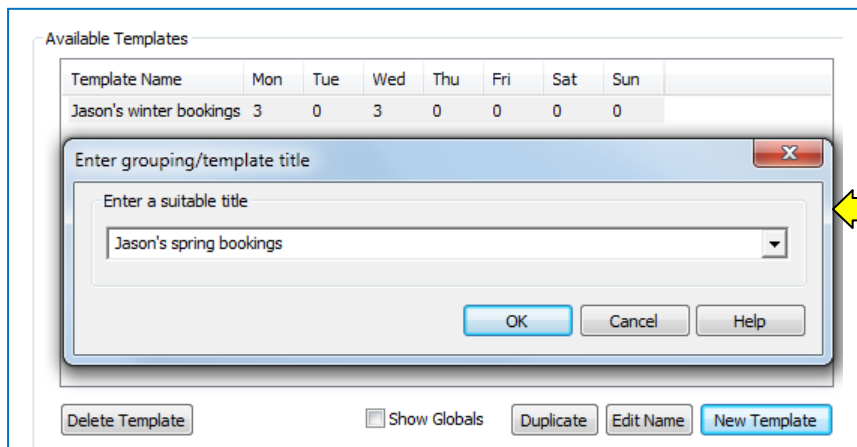 Available Templates
Template Name Mon Tue Wed Thu Fri Sat Sun
Jason's winter bookings 3 0 3 0 0 0 0
Enter grouping/template title
Enter a suitable title
Jason's spring bookings
OK Cancel Help
Delete Template Show Globals Duplicate Edit Name New Template